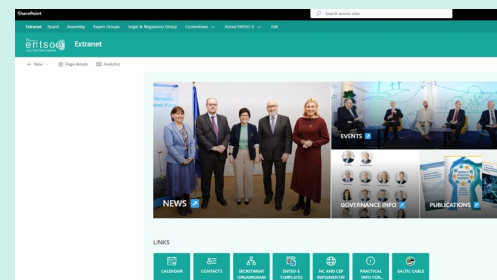 SharePoint
Search across sites
Extranet Board Assembly Expert Groups Legal & Regulatory Group Committees About ENTSO-E Edit
entsoe Extranet
+ New Page details Analytics
EVENTS
NEWS
GOVERNANCE INFO
PUBLICATIONS
LINKS
CALENDAR
CONTACTS
SECRETARIAT
ORGANIGRAM
ENTSO-E
TEMPLATES
NC AND CEP
IMPLEMENTAT
PRACTICAL
INFO FOR...
BALTIC CABLE